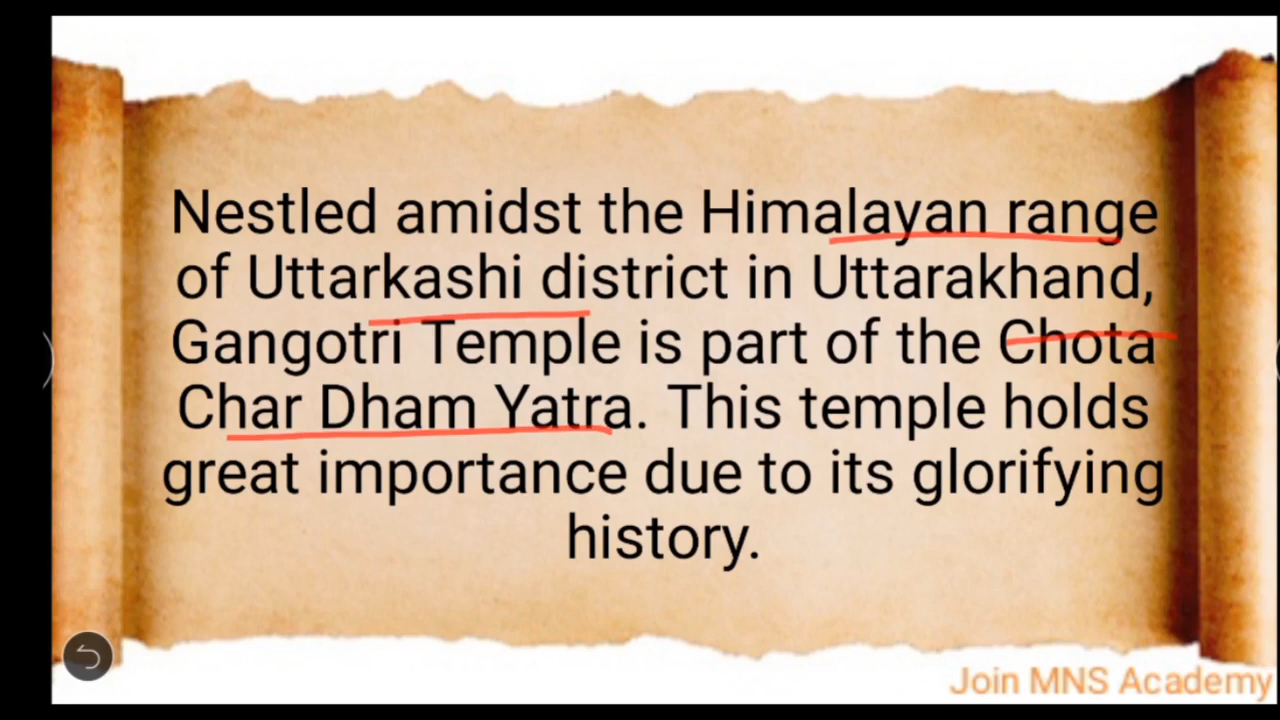 Nestled amidst the Himalayan range
of Uttarkashi district in Uttarakhand,
Gangotri Temple is part of the Chota
Char Dham Yatra. This temple holds
great importance due to its glorifying
history.
Join MNS Academy